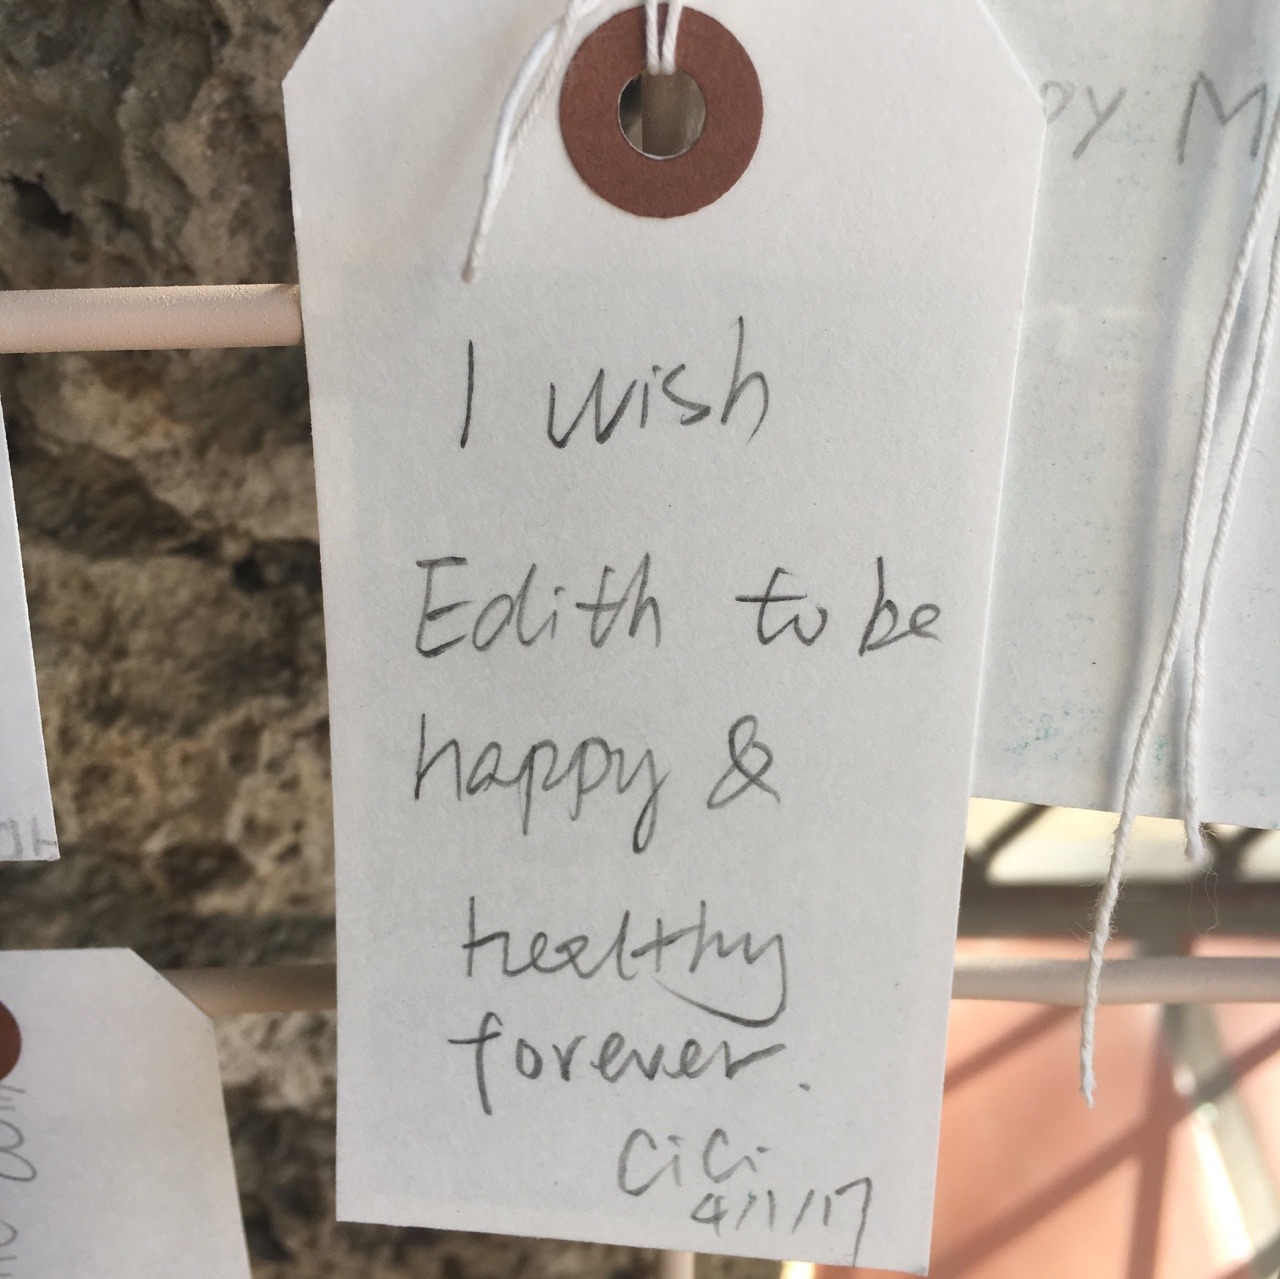 I wish
Edith to be
happy &
healthy
forever.
CiCi
4/1/17